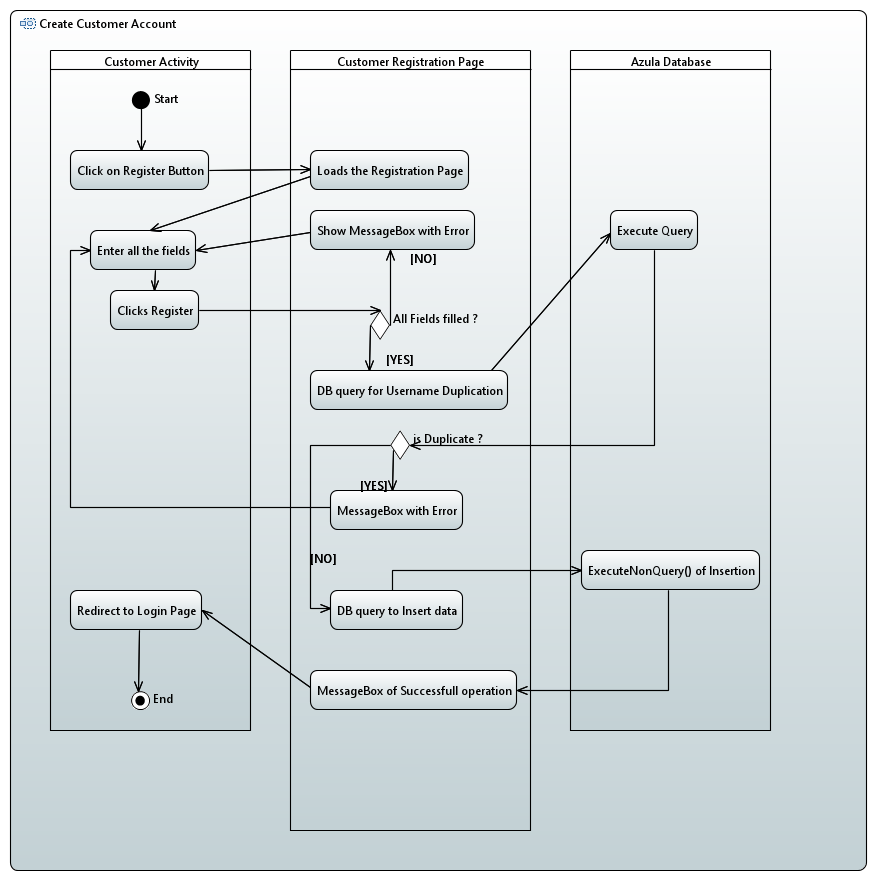 Create Customer Account
Customer Activity
Customer Registration Page
Azula Database
Start
Click on Register Button
Loads the Registration Page
Show MessageBox with Error
Execute Query
Enter all the fields
[NO]
Clicks Register
All Fields filled ?
[YES]
DB query for Username Duplication
is Duplicate ?
[YES]
MessageBox with Error
[NO]
ExecuteNonQuery() of Insertion
Redirect to Login Page
DB query to Insert data
MessageBox of Successfull operation
End